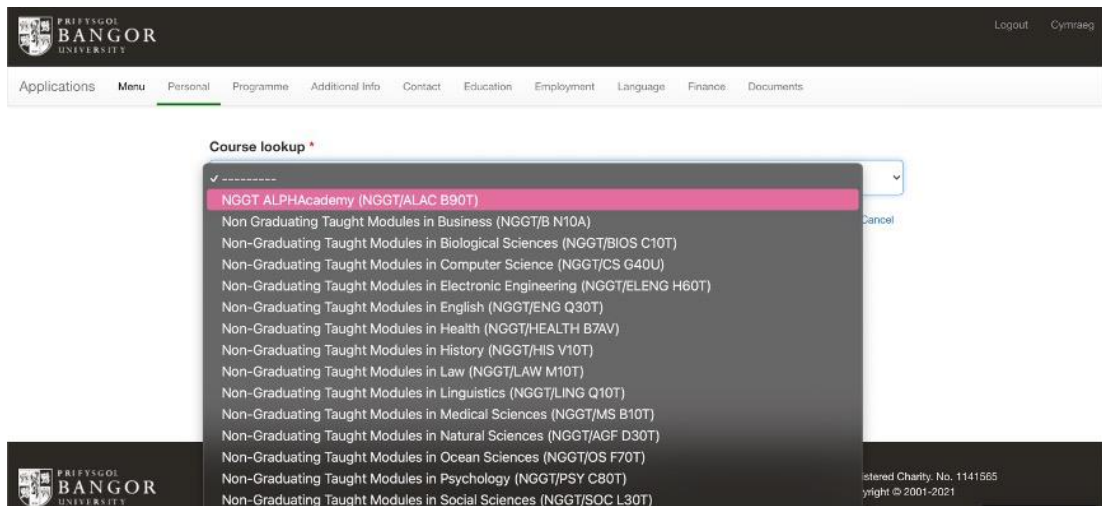 PRIFYSGOL
BANGOR
UNIVERSITY
Logout Cymraeg
Applications Menu Personal Programme Additional Info Contact Education Employment Language Finance Documents
Course lookup *
✓ ---------
NGGT ALPHAcademy (NGGT/ALAC B90T)
Non Graduating Taught Modules in Business (NGGT/B N10A)
Cancel
Non-Graduating Taught Modules in Biological Sciences (NGGT/BIOS C10T)
Non-Graduating Taught Modules in Computer Science (NGGT/CS G40U)
Non-Graduating Taught Modules in Electronic Engineering (NGGT/ELENG H60T)
Non-Graduating Taught Modules in English (NGGT/ENG Q30T)
Non-Graduating Taught Modules in Health (NGGT/HEALTH B7AV)
Non-Graduating Taught Modules in History (NGGT/HIS V10T)
Non-Graduating Taught Modules in Law (NGGT/LAW M10T)
Non-Graduating Taught Modules in Linguistics (NGGT/LING Q10T)
Non-Graduating Taught Modules in Medical Sciences (NGGT/MS B10T)
Non-Graduating Taught Modules in Natural Sciences (NGGT/AGF D30T)
Non-Graduating Taught Modules in Ocean Sciences (NGGT/OS F70T)
Non-Graduating Taught Modules in Psychology (NGGT/PSY C80T)
Non-Graduating Taught Modules in Social Sciences (NGGT/SOC L30T)
PRIFYSGOL
BANGOR
UNIVERSITY
istered Charity. No. 1141565
yright © 2001-2021